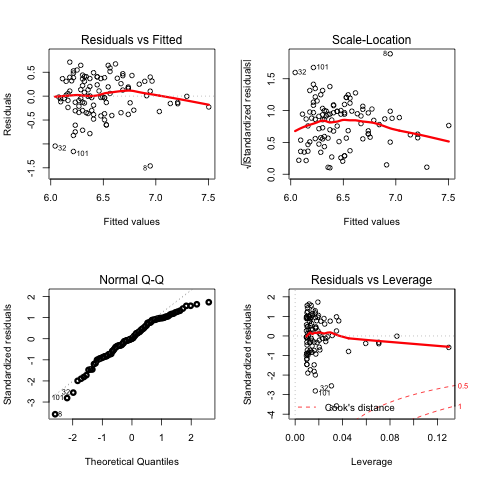 Residuals vs Fitted
Residuals
0.5
-0.5
-1.5
32
101
8
6.0 6.5 7.0 7.5
Fitted values
Scale-Location
√|Standardized residuals|
1.5
1.0
0.5
0.0
8
32
101
6.0 6.5 7.0 7.5
Fitted values
Normal Q-Q
Standardized residuals
2
1
0
-1
-2
-3
32
101
8
-2 -1 0 1 2
Theoretical Quantiles
Residuals vs Leverage
Standardized residuals
2
1
0
-1
-2
-3
-4
32
101
Cook's distance
0.5
1
0.00 0.04 0.08 0.12
Leverage